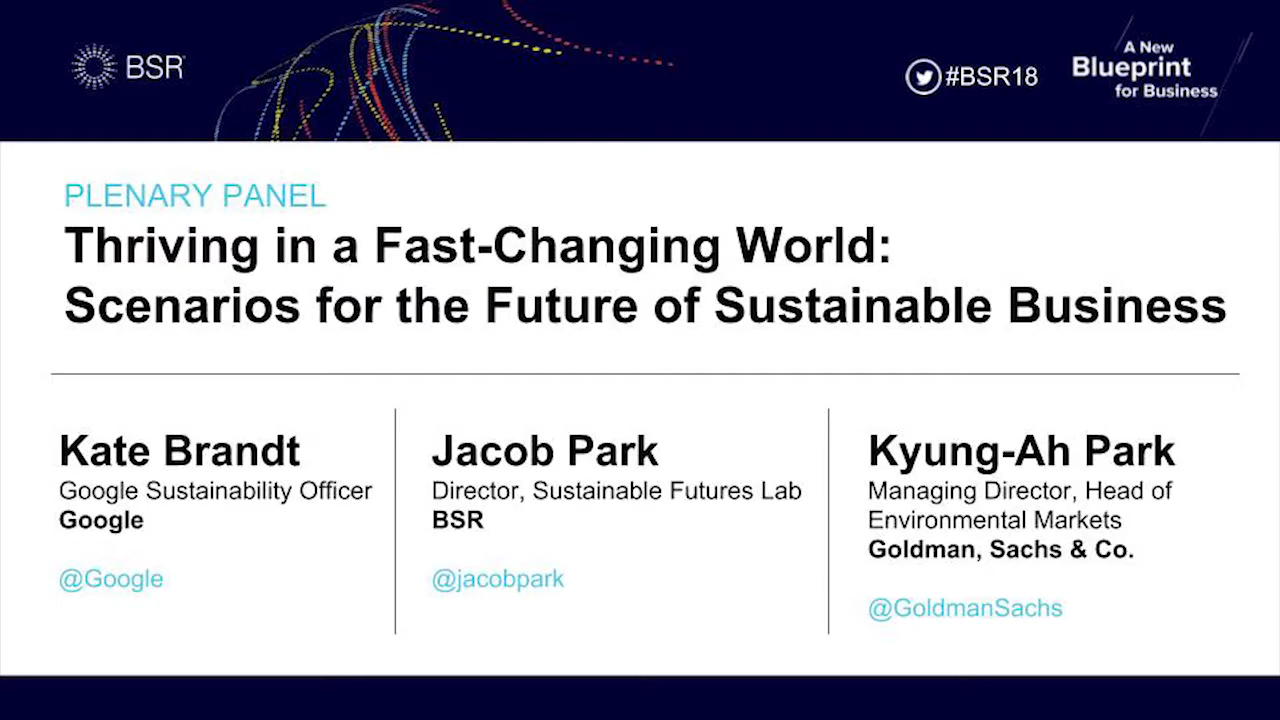 BSR
#BSR18
A New
Blueprint
for Business
PLENARY PANEL
Thriving in a Fast-Changing World:
Scenarios for the Future of Sustainable Business
Kate Brandt
Google Sustainability Officer
Google
@Google
Jacob Park
Director, Sustainable Futures Lab
BSR
@jacobpark
Kyung-Ah Park
Managing Director, Head of
Environmental Markets
Goldman, Sachs & Co.
@GoldmanSachs